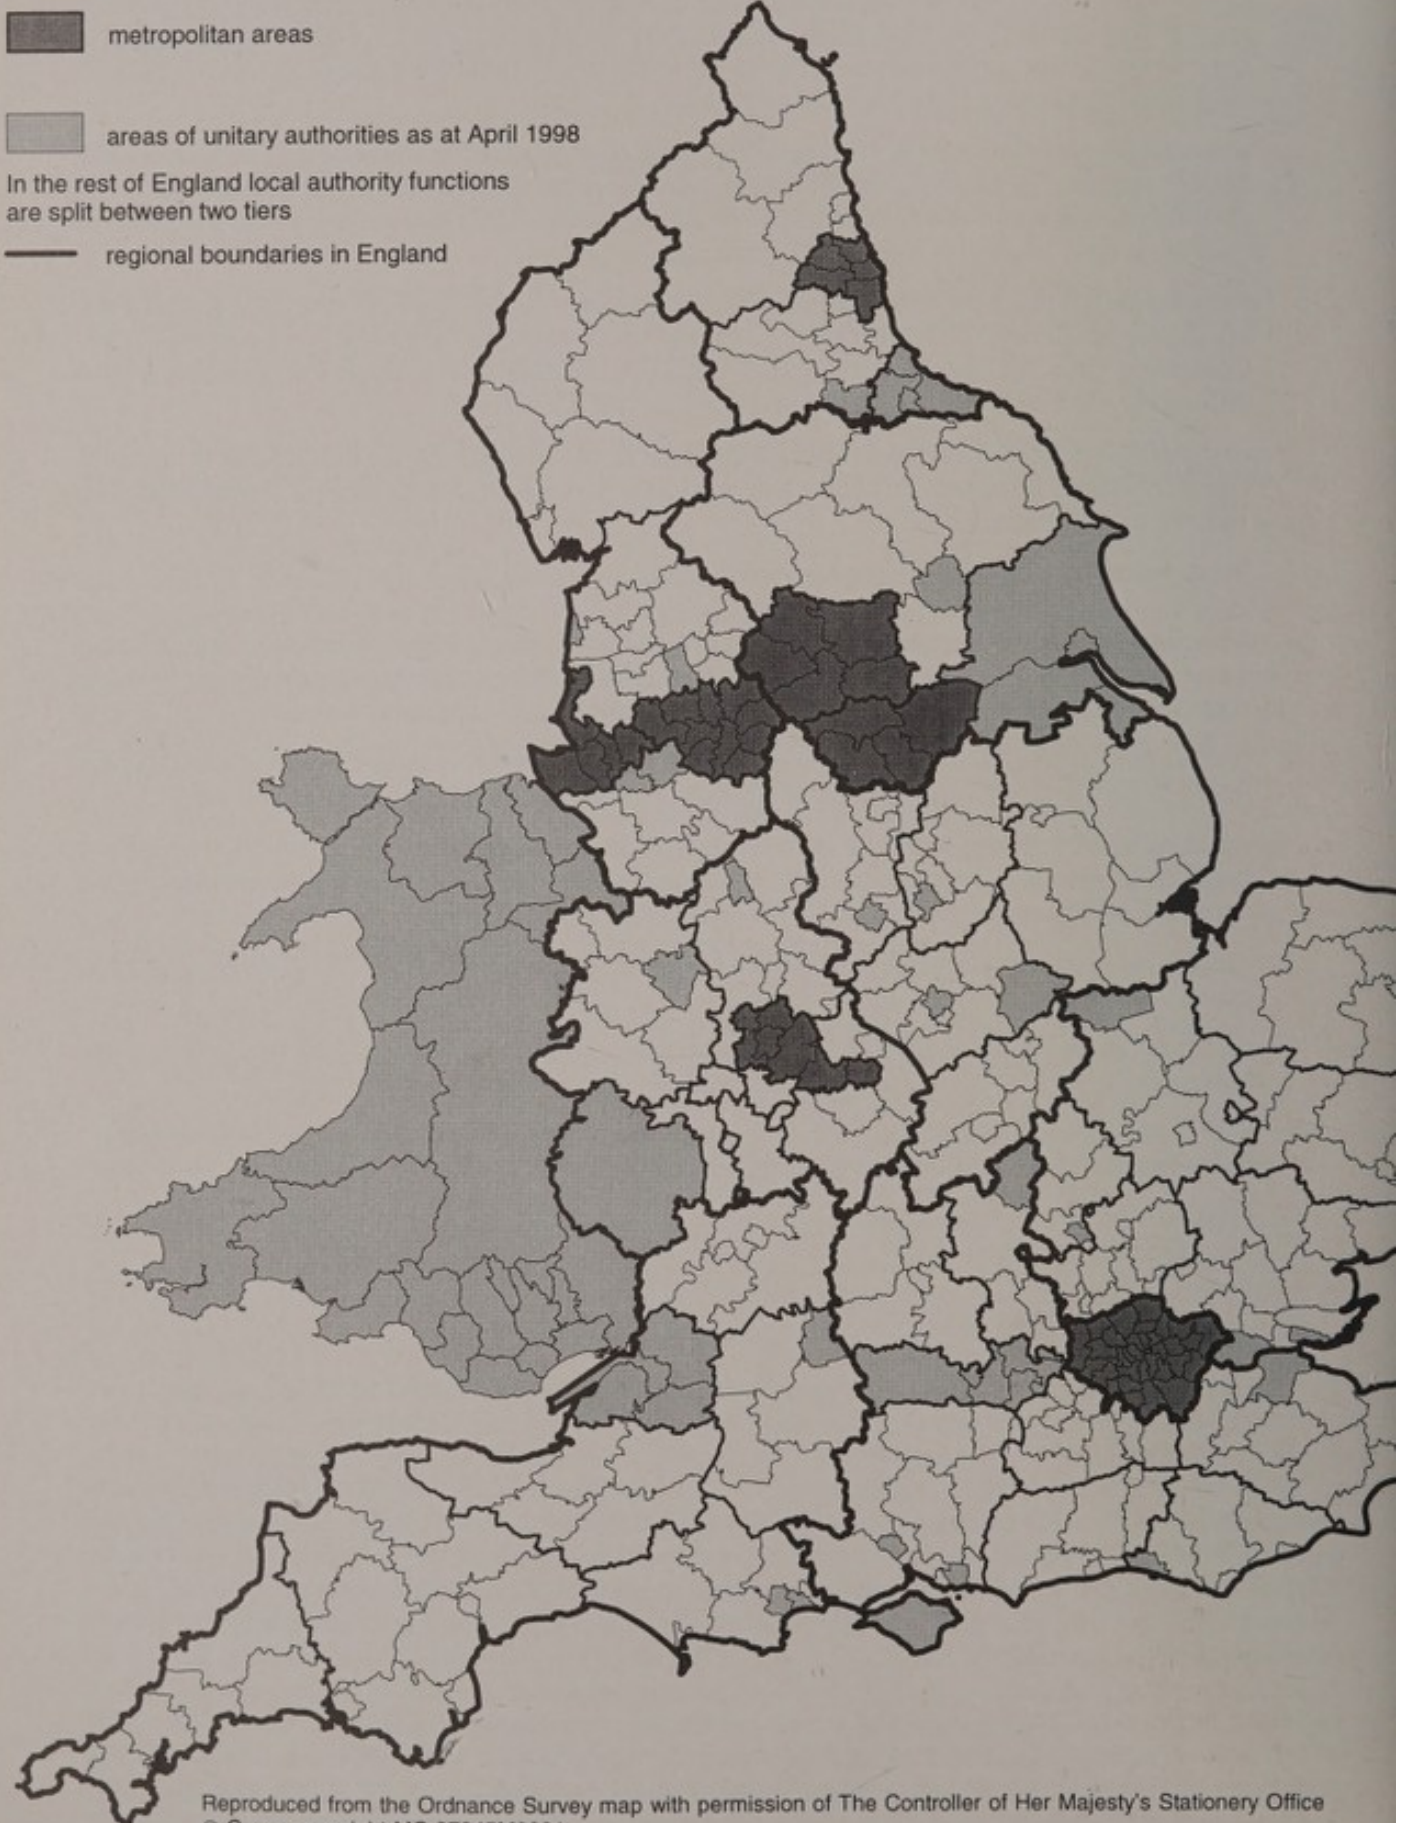 metropolitan areas
areas of unitary authorities as at April 1998
In the rest of England local authority functions
are split between two tiers
regional boundaries in England
Reproduced from the Ordnance Survey map with permission of The Controller of Her Majesty's Stationery Office